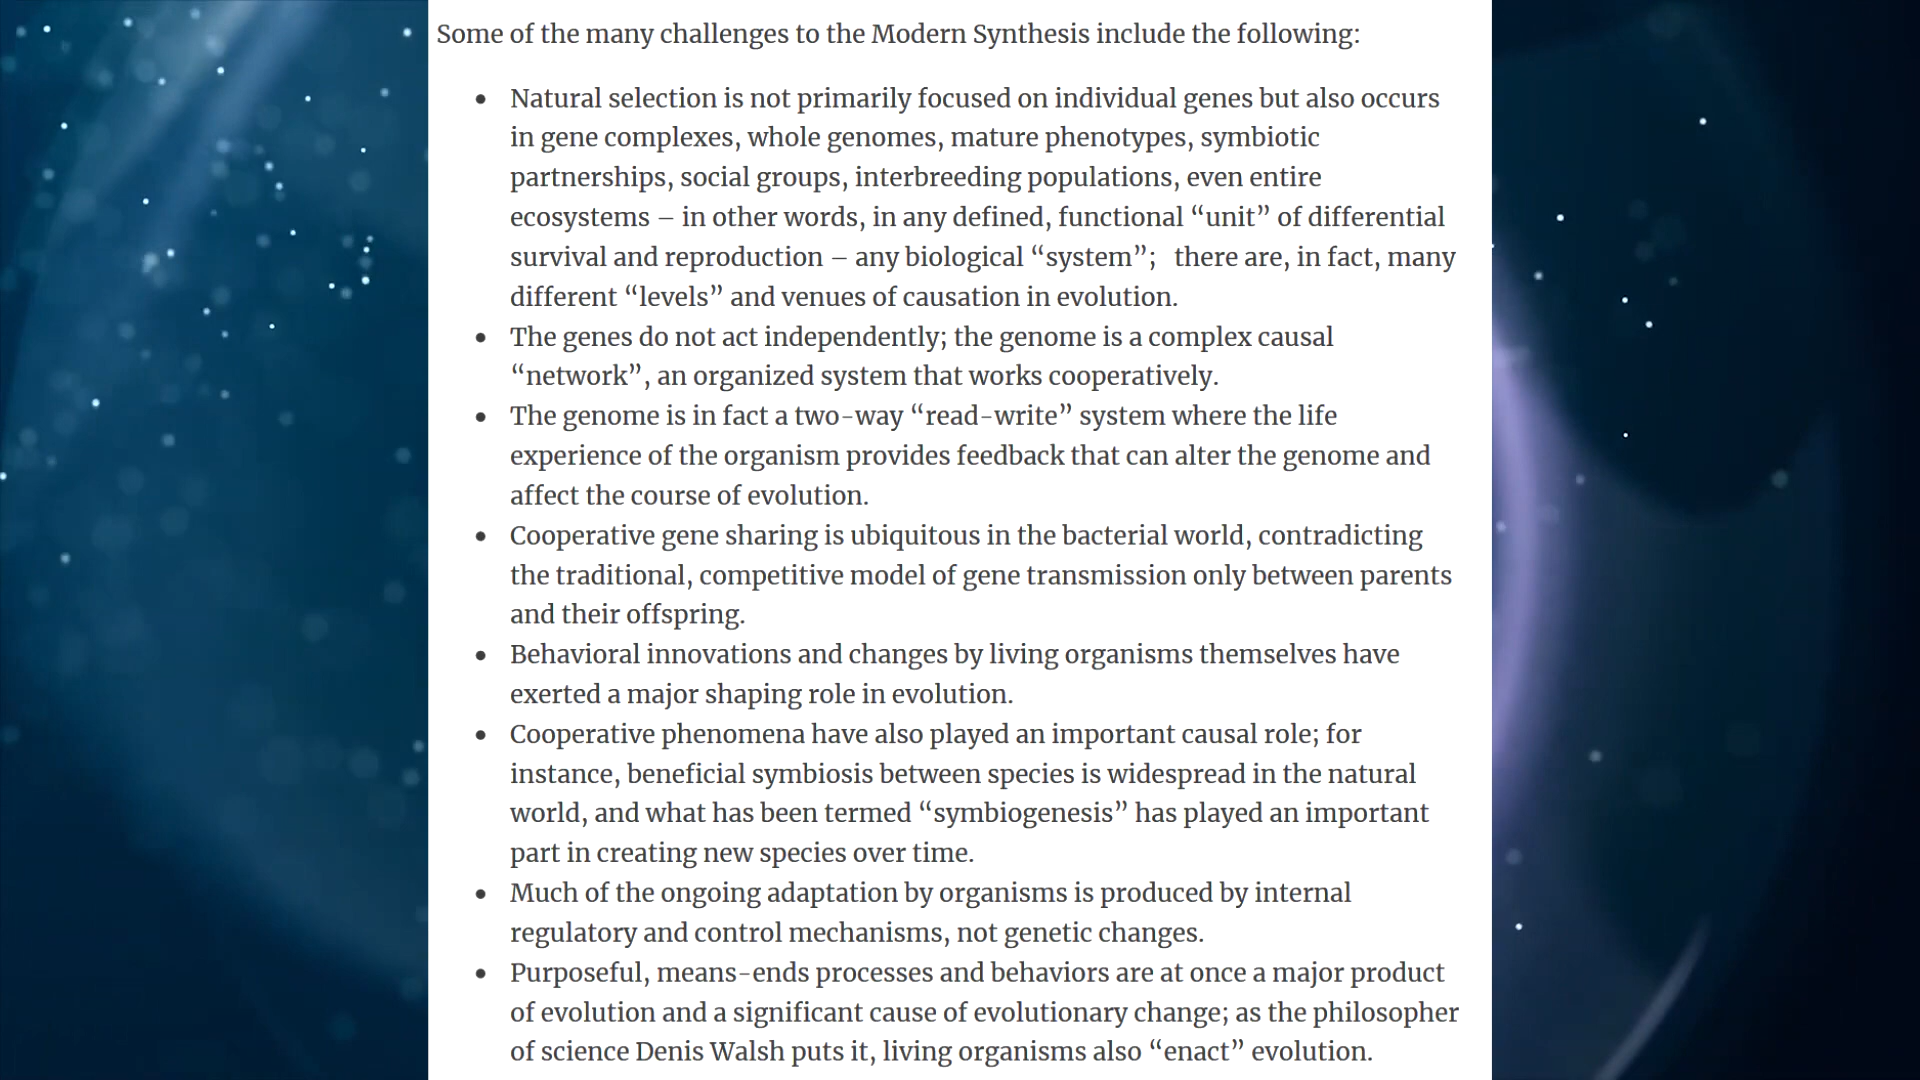 Some of the many challenges to the Modern Synthesis include the following:
• Natural selection is not primarily focused on individual genes but also occurs
in gene complexes, whole genomes, mature phenotypes, symbiotic
partnerships, social groups, interbreeding populations, even entire
ecosystems – in other words, in any defined, functional “unit” of differential
survival and reproduction – any biological “system”;   there are, in fact, many
different “levels” and venues of causation in evolution.
• The genes do not act independently; the genome is a complex causal
“network”, an organized system that works cooperatively.
• The genome is in fact a two-way “read-write” system where the life
experience of the organism provides feedback that can alter the genome and
affect the course of evolution.
• Cooperative gene sharing is ubiquitous in the bacterial world, contradicting
the traditional, competitive model of gene transmission only between parents
and their offspring.
• Behavioral innovations and changes by living organisms themselves have
exerted a major shaping role in evolution.
• Cooperative phenomena have also played an important causal role; for
instance, beneficial symbiosis between species is widespread in the natural
world, and what has been termed “symbiogenesis” has played an important
part in creating new species over time.
• Much of the ongoing adaptation by organisms is produced by internal
regulatory and control mechanisms, not genetic changes.
• Purposeful, means-ends processes and behaviors are at once a major product
of evolution and a significant cause of evolutionary change; as the philosopher
of science Denis Walsh puts it, living organisms also “enact” evolution.